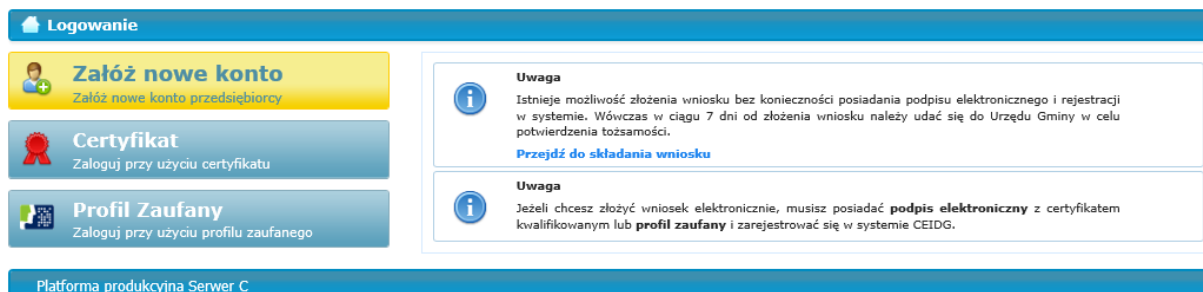 Logowanie
Załóż nowe konto
Załóż nowe konto przedsiębiorcy
Certyfikat
Zaloguj przy użyciu certyfikatu
Profil Zaufany
Zaloguj przy użyciu profilu zaufanego
Uwaga
Istnieje możliwość złożenia wniosku bez konieczności posiadania podpisu elektronicznego i rejestracji
w systemie. Wówczas w ciągu 7 dni od złożenia wniosku należy udać się do Urzędu Gminy w celu
potwierdzenia tożsamości.
Przejdź do składania wniosku
Uwaga
Jeżeli chcesz złożyć wniosek elektronicznie, musisz posiadać podpis elektroniczny z certyfikatem
kwalifikowanym lub profil zaufany i zarejestrować się w systemie CEIDG.
Platforma produkcyjna Serwer C